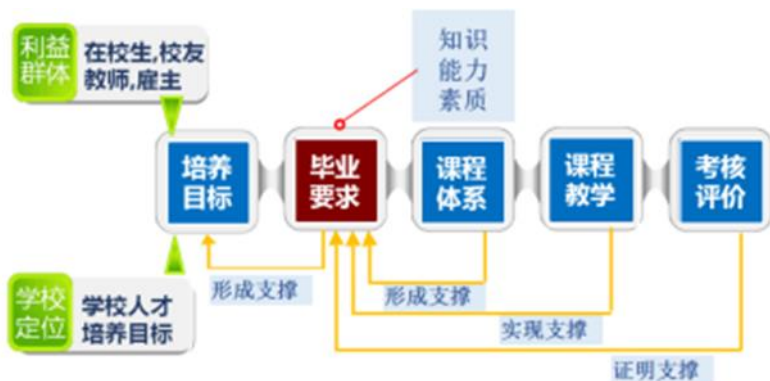 利益
群体
在校生,校友
教师,雇主
知识
能力
素质
培养
目标
毕业
要求
课程
体系
课程
教学
考核
评价
形成支撑
形成支撑
实现支撑
证明支撑
学校
定位
学校人才
培养目标